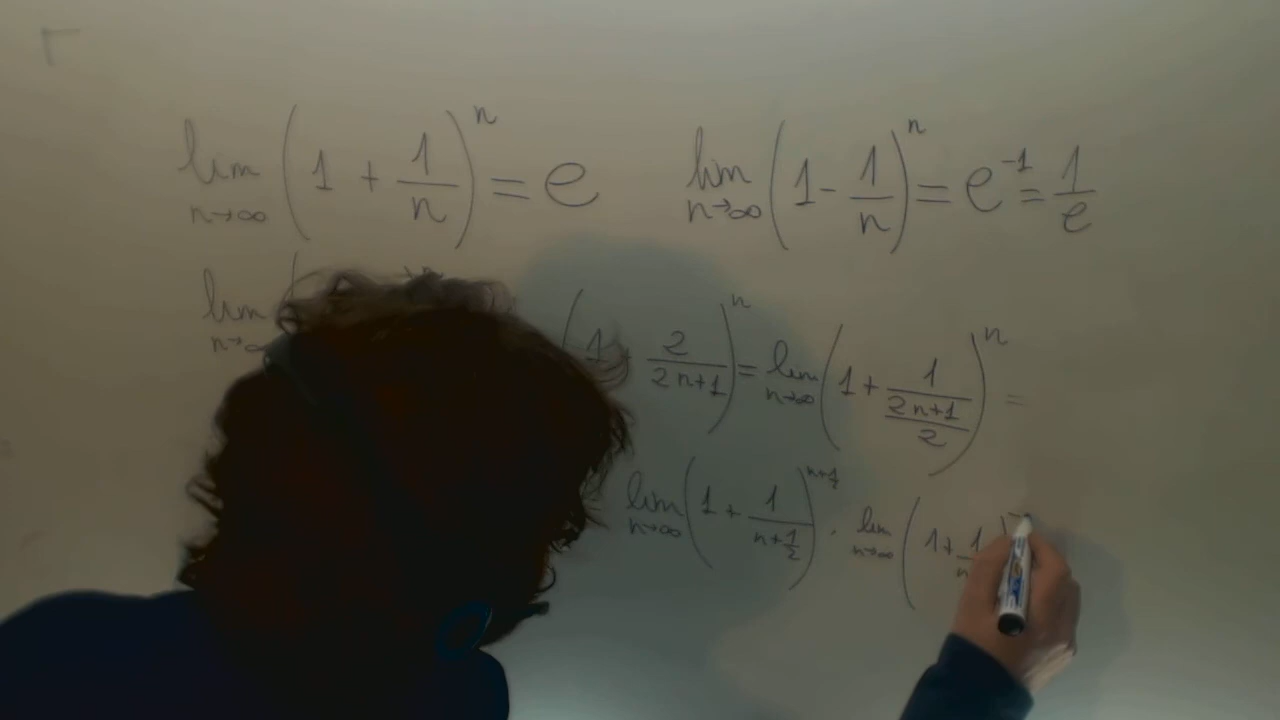 lim n→∞ (1 + 1/n)^n = e    lim n→∞ (1 - 1/n)^n = e^-1 = 1/e
lim n→∞ ( (1 2/(2n+1))^n = lim n→∞ (1 + 1/((2n+1)/2))^n =
lim n→∞ (1 + 1/(n+1/2))^(n+1/2) · lim n→∞ (1 + 1/n